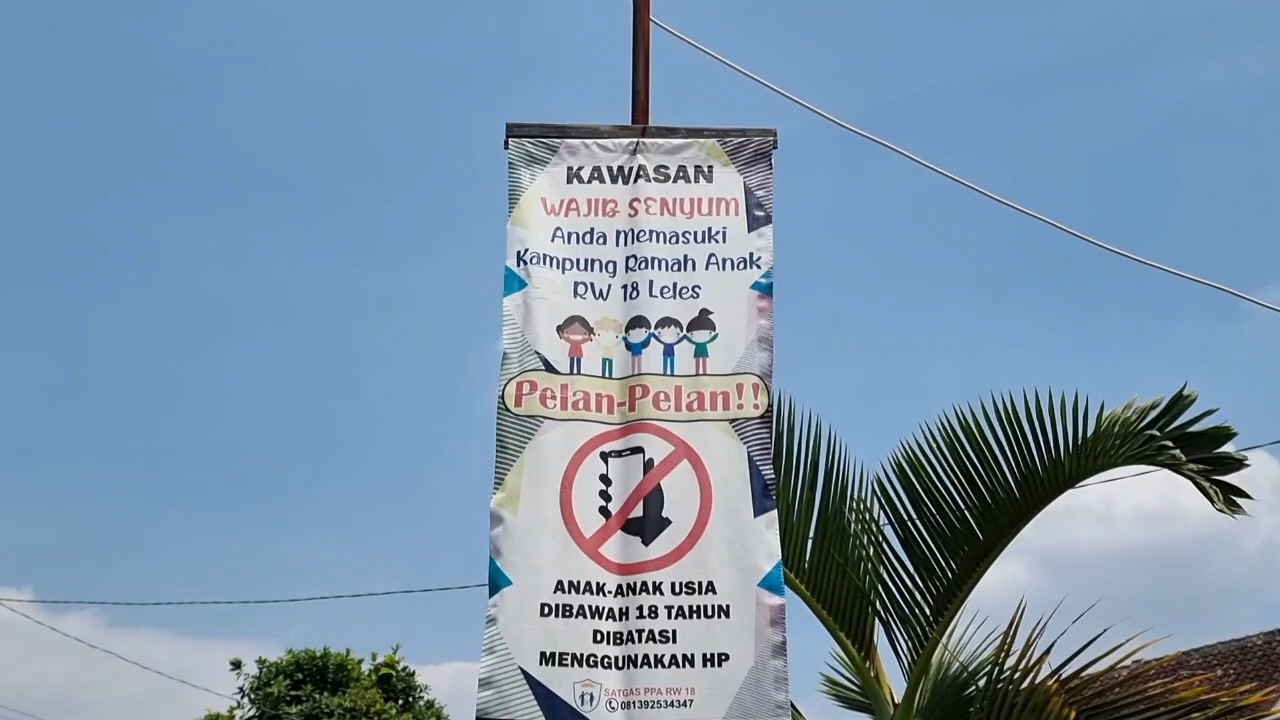 KAWASAN
WAJIB SENYUM
Anda Memasuki
Kampung Ramah Anak
RW 18 Leles
Pelan-Pelan!!
ANAK-ANAK USIA
DIBAWAH 18 TAHUN
DIBATASI
MENGGUNAKAN HP
SATGAS PPA RW 18
081392534347